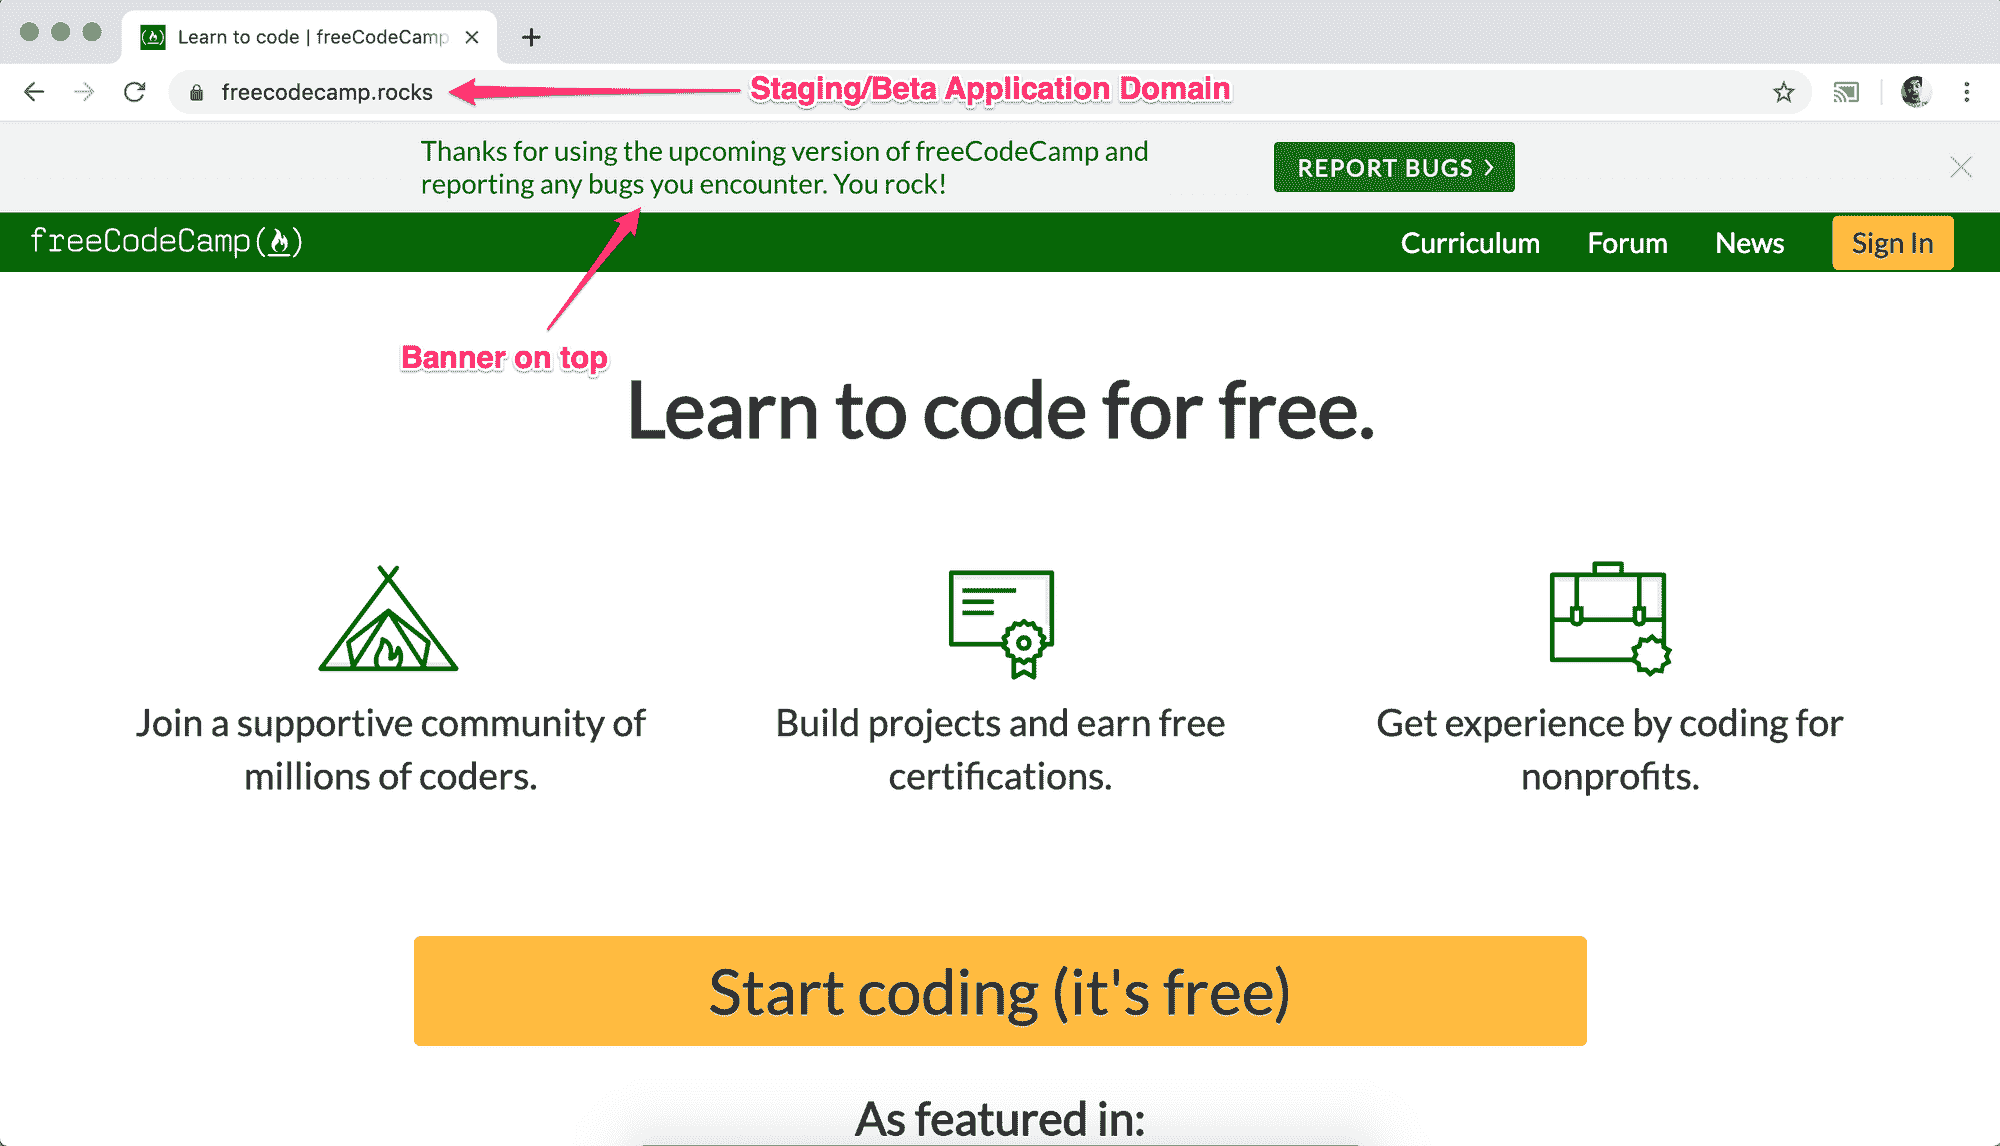 Learn to code | freeCodeCamp
freecodecamp.rocks
Staging/Beta Application Domain
Thanks for using the upcoming version of freeCodeCamp and
reporting any bugs you encounter. You rock!
REPORT BUGS
freeCodeCamp
Curriculum
Forum
News
Sign In
Banner on top
Learn to code for free.
Join a supportive community of
millions of coders.
Build projects and earn free
certifications.
Get experience by coding for
nonprofits.
Start coding (it's free)
As featured in: